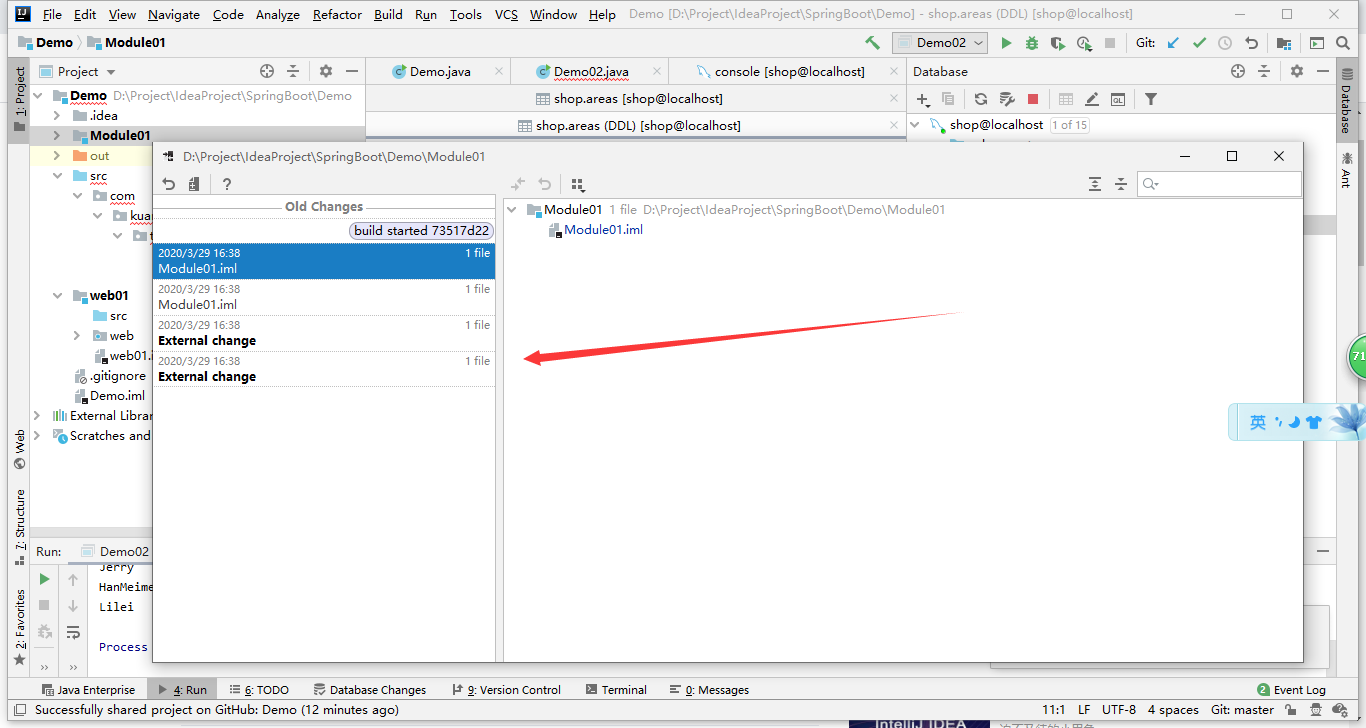 File Edit View Navigate Code Analyze Refactor Build Run Tools VCS Window Help Demo [D:\Project\IdeaProject\SpringBoot\Demo] - shop.areas (DDL) [shop@localhost]
Demo Module01 Demo02 Git:
1: Project
Project Demo.java Demo02.java console [shop@localhost] Database
Demo D:\Project\IdeaProject\SpringBoot\Demo shop.areas [shop@localhost]
.idea shop.areas (DDL) [shop@localhost] shop@localhost 1 of 15
Module01
out
src
com
kua
t
web01
src
web
web01.i
.gitignore
Demo.iml
External Librar
Scratches and
Database
Ant
D:\Project\IdeaProject\SpringBoot\Demo\Module01
?
Old Changes
build started 73517d22
2020/3/29 16:38 1 file
Module01.iml
2020/3/29 16:38 1 file
Module01.iml
2020/3/29 16:38 1 file
External change
2020/3/29 16:38 1 file
External change
Module01 1 file D:\Project\IdeaProject\SpringBoot\Demo\Module01
Module01.iml
71
英
Web
7: Structure
2: Favorites
Run: Demo02
Jerry
HanMeime
Lilei
Process
Java Enterprise 4: Run 6: TODO Database Changes 9: Version Control Terminal 0: Messages 2 Event Log
Successfully shared project on GitHub: Demo (12 minutes ago) 11:1 LF UTF-8 4 spaces Git: master
IntelliJ IDEA